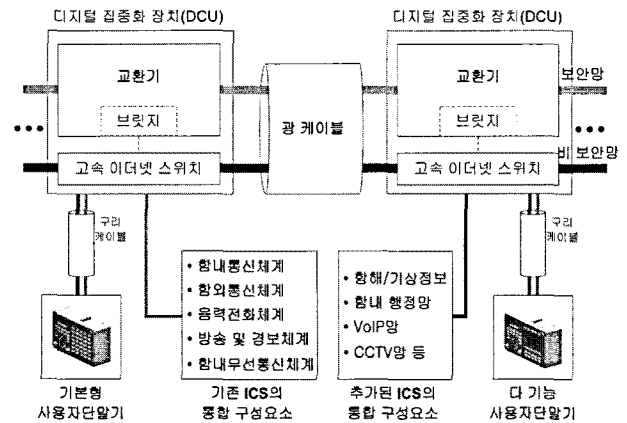 디지털 집중화 장치(DCU)
디지털 집중화 장치(DCU)
교환기
브릿지
고속 이더넷 스위치
광 케이블
교환기
브릿지
고속 이더넷 스위치
보안망
비 보안망
구리
케이블
구리
케이블
• 함내통신체계
• 함외통신체계
• 음력전화체계
• 방송 및 경보체계
• 함내무선통신체계
• 항해/기상정보
• 함내 행정망
• VoIP망
• CCTV망 등
기본형
사용자단말기
기존 ICS의
통합 구성요소
추가된 ICS의
통합 구성요소
다 기능
사용자단말기